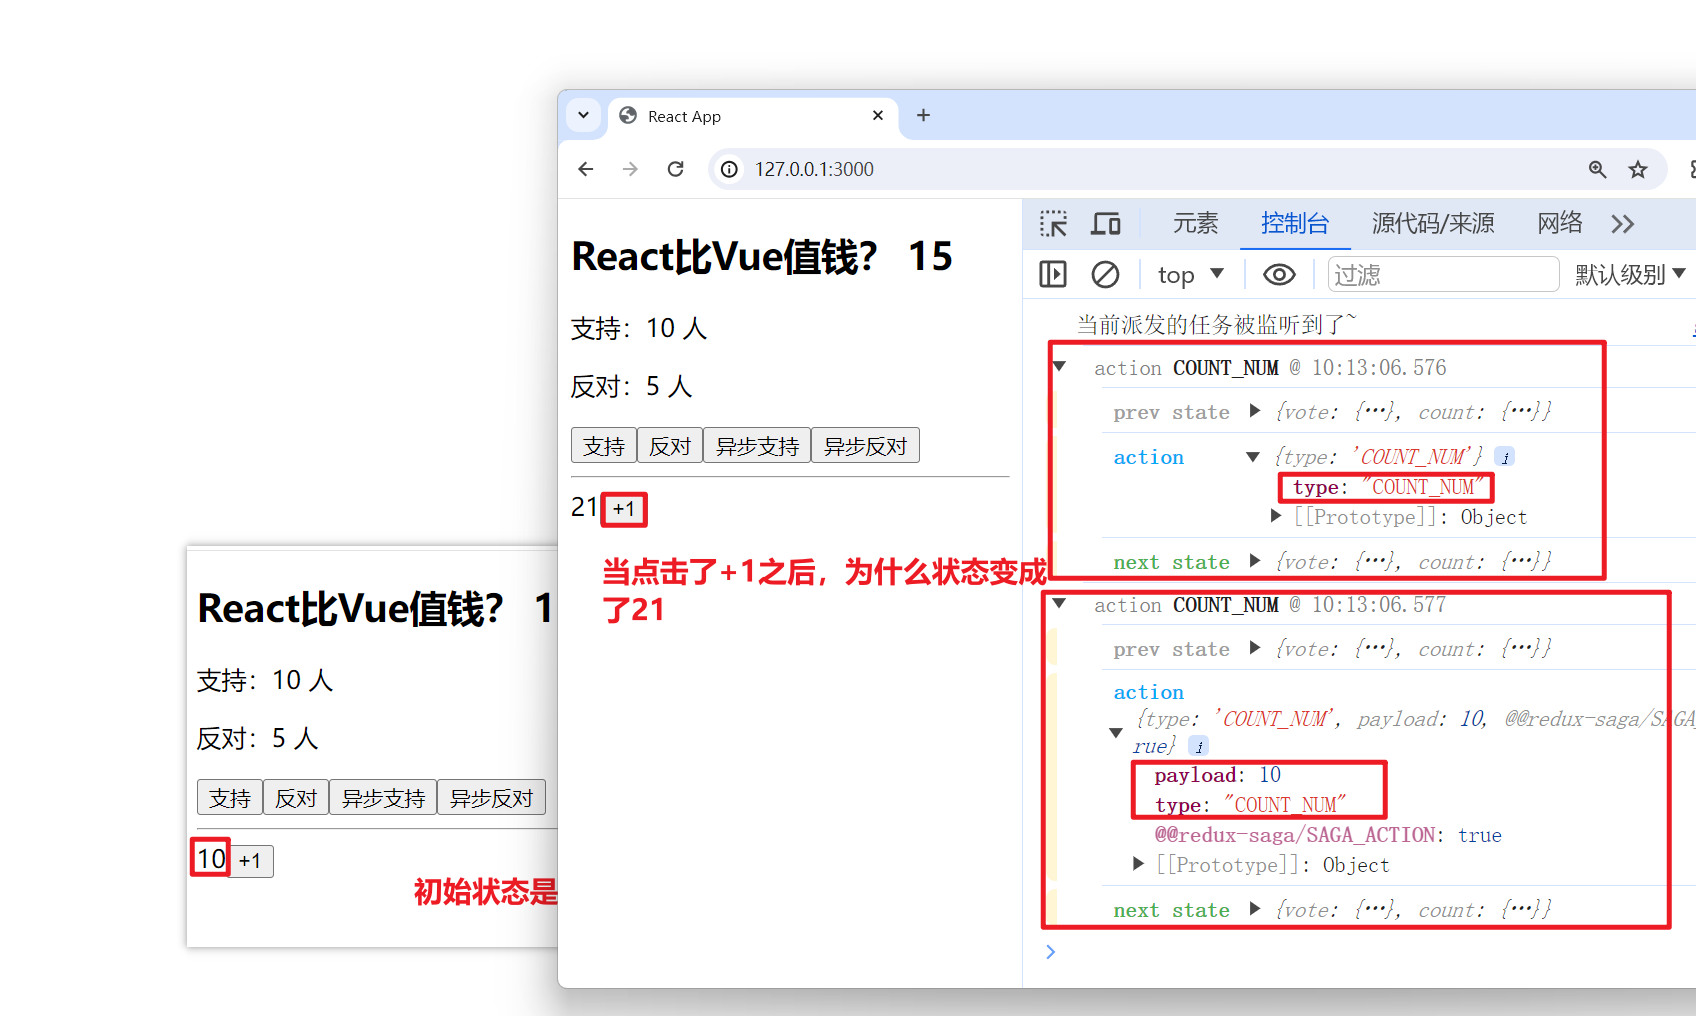 React App
127.0.0.1:3000
React比Vue值钱? 15
支持：10 人
反对：5 人
支持 反对 异步支持 异步反对
21 +1
当点击了+1之后，为什么状态变成
了21
React比Vue值钱? 1
支持：10 人
反对：5 人
支持 反对 异步支持 异步反对
10 +1
初始状态是
元素 控制台 源代码/来源 网络
top 过滤 默认级别
当前派发的任务被监听到了~
action COUNT_NUM @ 10:13:06.576
prev state {vote: {…}, count: {…}}
action {type: 'COUNT_NUM'} i
type: "COUNT_NUM"
[[Prototype]]: Object
next state {vote: {…}, count: {…}}
action COUNT_NUM @ 10:13:06.577
prev state {vote: {…}, count: {…}}
action
{type: 'COUNT_NUM', payload: 10, @@redux-saga/SAGA
rue} i
payload: 10
type: "COUNT_NUM"
@@redux-saga/SAGA_ACTION: true
[[Prototype]]: Object
next state {vote: {…}, count: {…}}